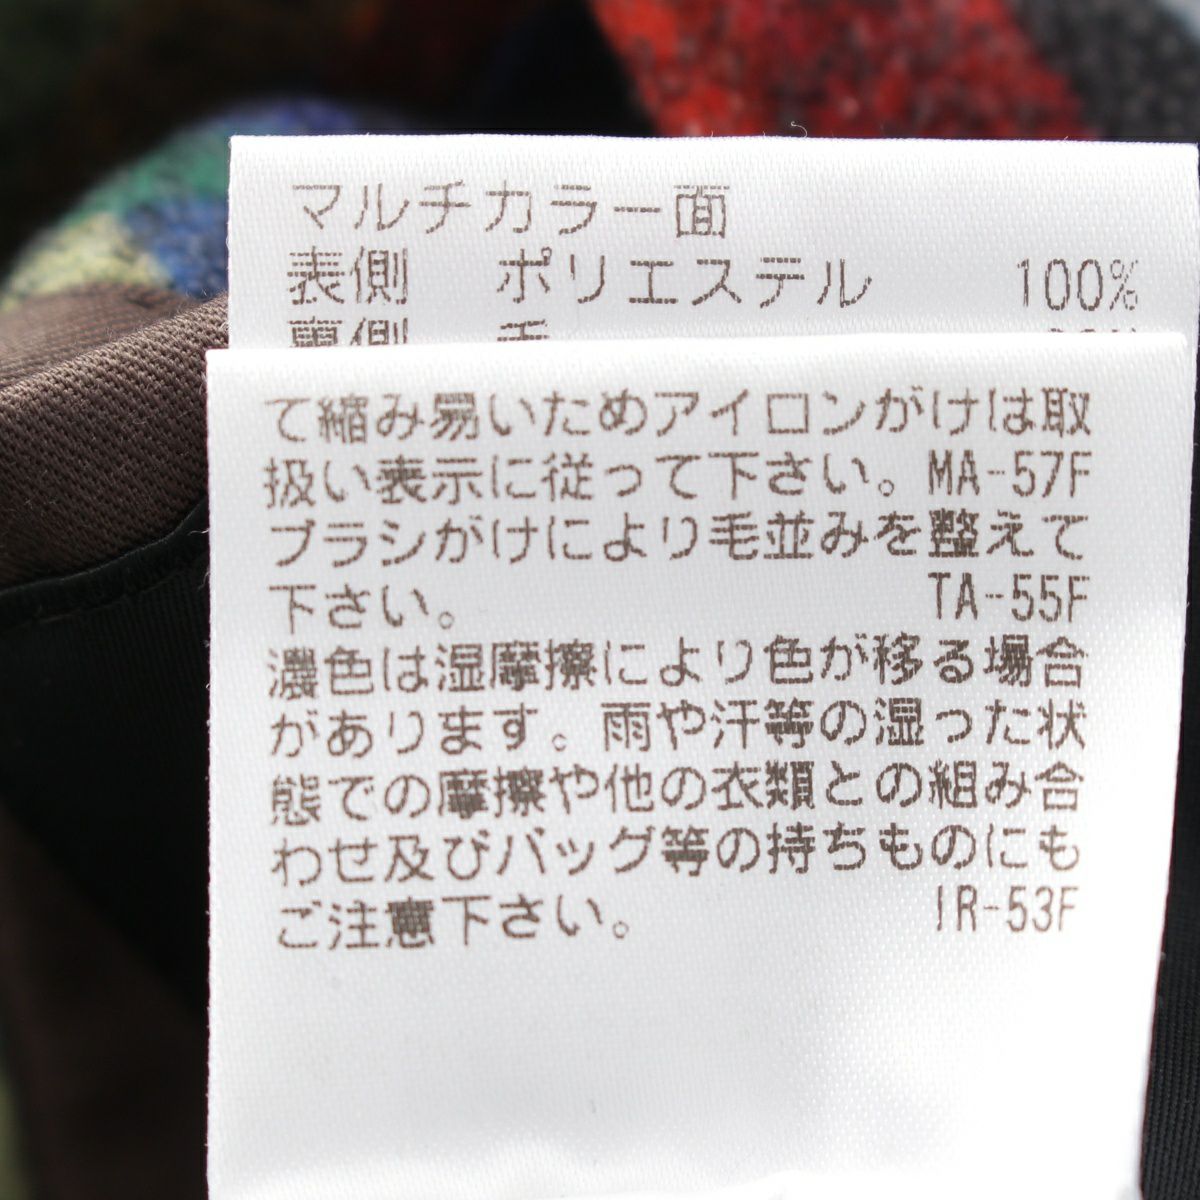 マルチカラー面
表側 ポリエステル 100%
裏側 毛
て縮み易いためアイロンがけは取
扱い表示に従って下さい。MA-57F
ブラシがけにより毛並みを整えて
下さい。 TA-55F
濃色は湿摩擦により色が移る場合
があります。雨や汗等の湿った状
態での摩擦や他の衣類との組み合
わせ及びバッグ等の持ちものにも
ご注意下さい。 IR-53F